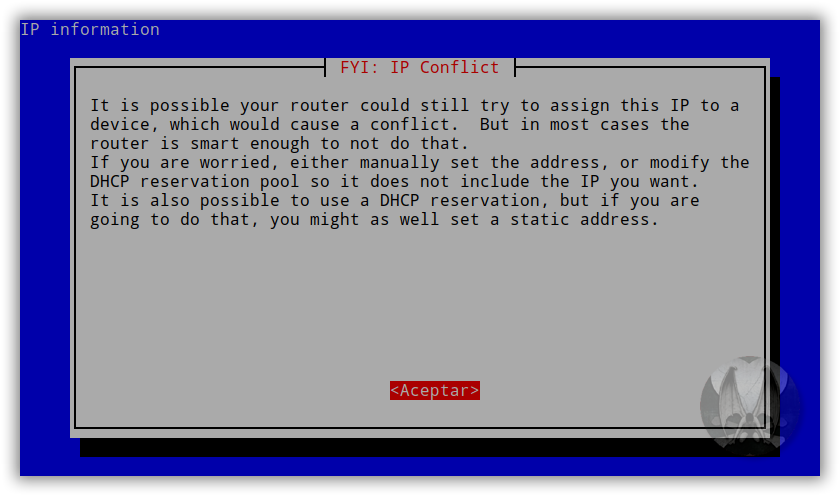 IP information
FYI: IP Conflict
It is possible your router could still try to assign this IP to a
device, which would cause a conflict.  But in most cases the
router is smart enough to not do that.
If you are worried, either manually set the address, or modify the
DHCP reservation pool so it does not include the IP you want.
It is also possible to use a DHCP reservation, but if you are
going to do that, you might as well set a static address.
<Aceptar>